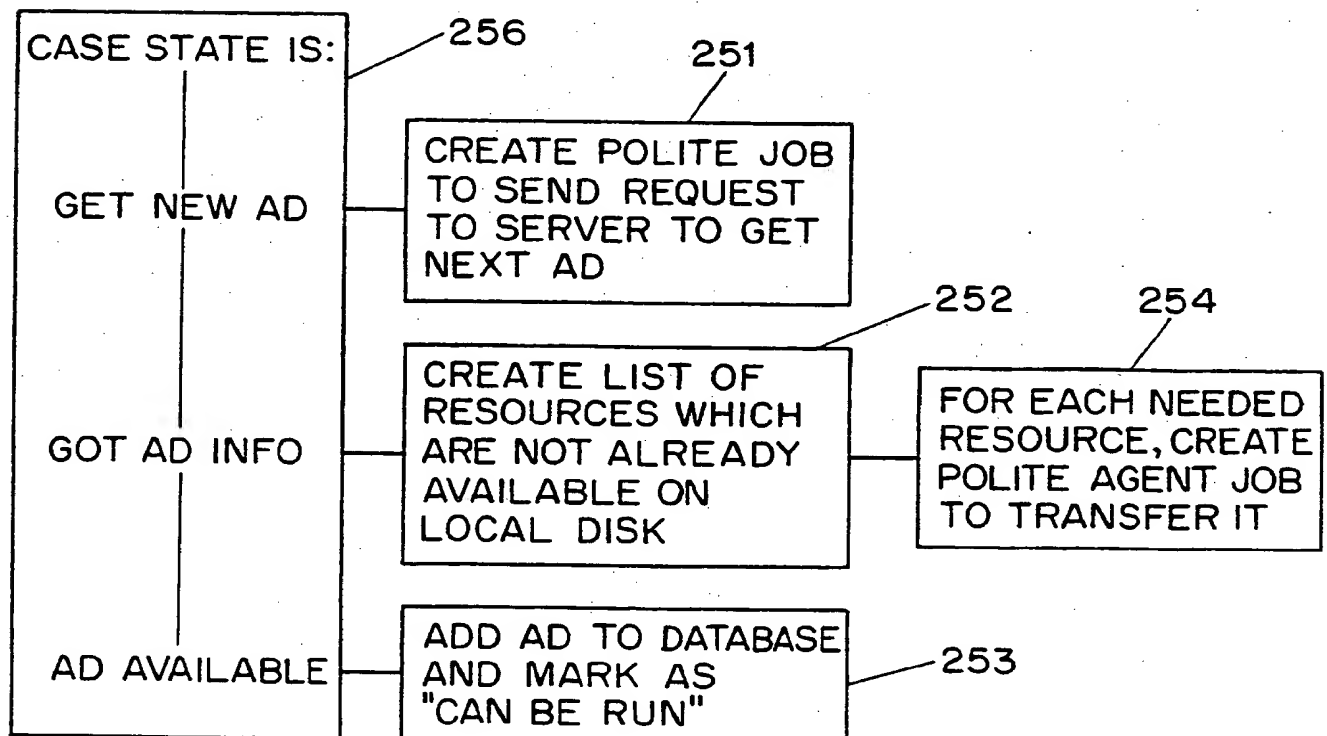 CASE STATE IS:
256
251
CREATE POLITE JOB
TO SEND REQUEST
TO SERVER TO GET
NEXT AD
GET NEW AD
252
254
CREATE LIST OF
RESOURCES WHICH
ARE NOT ALREADY
AVAILABLE ON
LOCAL DISK
FOR EACH NEEDED
RESOURCE, CREATE
POLITE AGENT JOB
TO TRANSFER IT
GOT AD INFO
ADD AD TO DATABASE
AND MARK AS
"CAN BE RUN"
253
AD AVAILABLE